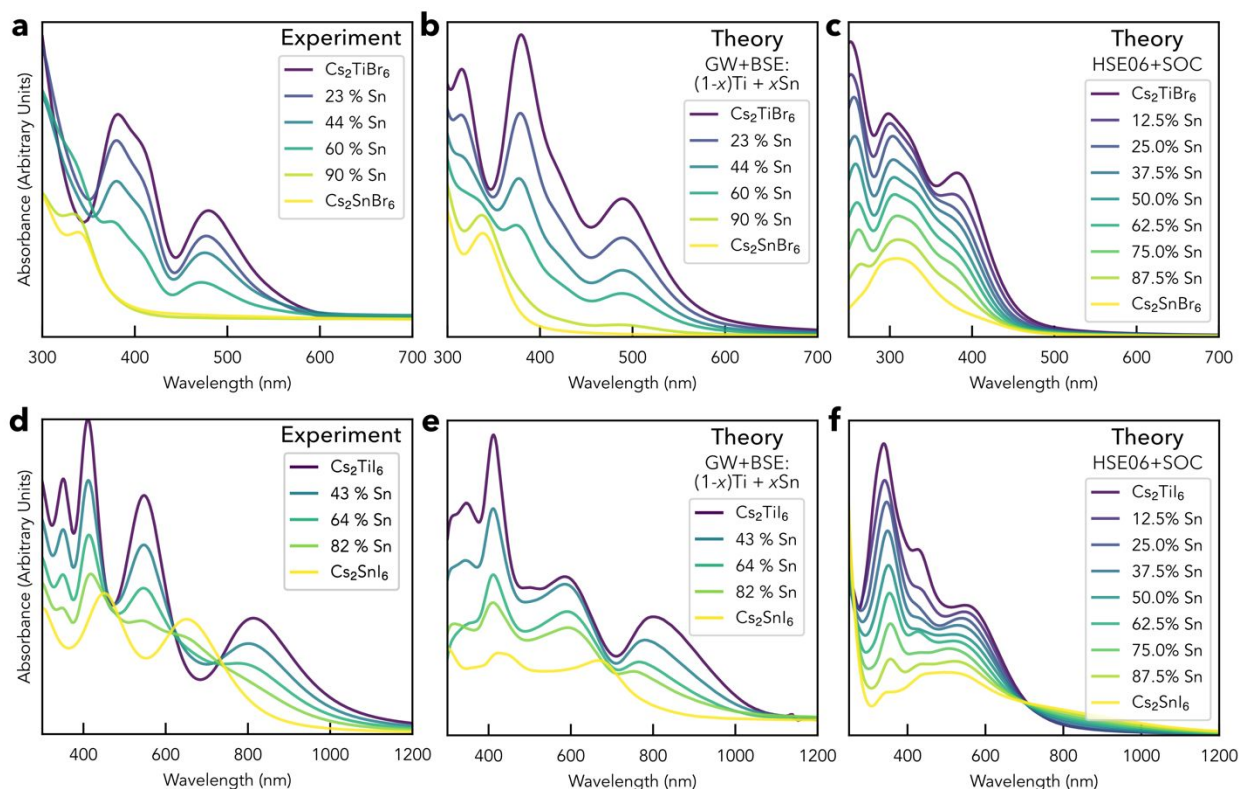 a
Experiment
Cs₂TiBr₆
23 % Sn
44 % Sn
60 % Sn
90 % Sn
Cs₂SnBr₆
Absorbance (Arbitrary Units)
300 400 500 600 700
Wavelength (nm)
b
Theory
GW+BSE:
(1-x)Ti + xSn
Cs₂TiBr₆
23 % Sn
44 % Sn
60 % Sn
90 % Sn
Cs₂SnBr₆
300 400 500 600 700
Wavelength (nm)
c
Theory
HSE06+SOC
Cs₂TiBr₆
12.5% Sn
25.0% Sn
37.5% Sn
50.0% Sn
62.5% Sn
75.0% Sn
87.5% Sn
Cs₂SnBr₆
300 400 500 600 700
Wavelength (nm)
d
Experiment
Cs₂TiI₆
43 % Sn
64 % Sn
82 % Sn
Cs₂SnI₆
Absorbance (Arbitrary Units)
400 600 800 1000 1200
Wavelength (nm)
e
Theory
GW+BSE:
(1-x)Ti + xSn
Cs₂TiI₆
43 % Sn
64 % Sn
82 % Sn
Cs₂SnI₆
400 600 800 1000 1200
Wavelength (nm)
f
Theory
HSE06+SOC
Cs₂TiI₆
12.5% Sn
25.0% Sn
37.5% Sn
50.0% Sn
62.5% Sn
75.0% Sn
87.5% Sn
Cs₂SnI₆
400 600 800 1000 1200
Wavelength (nm)